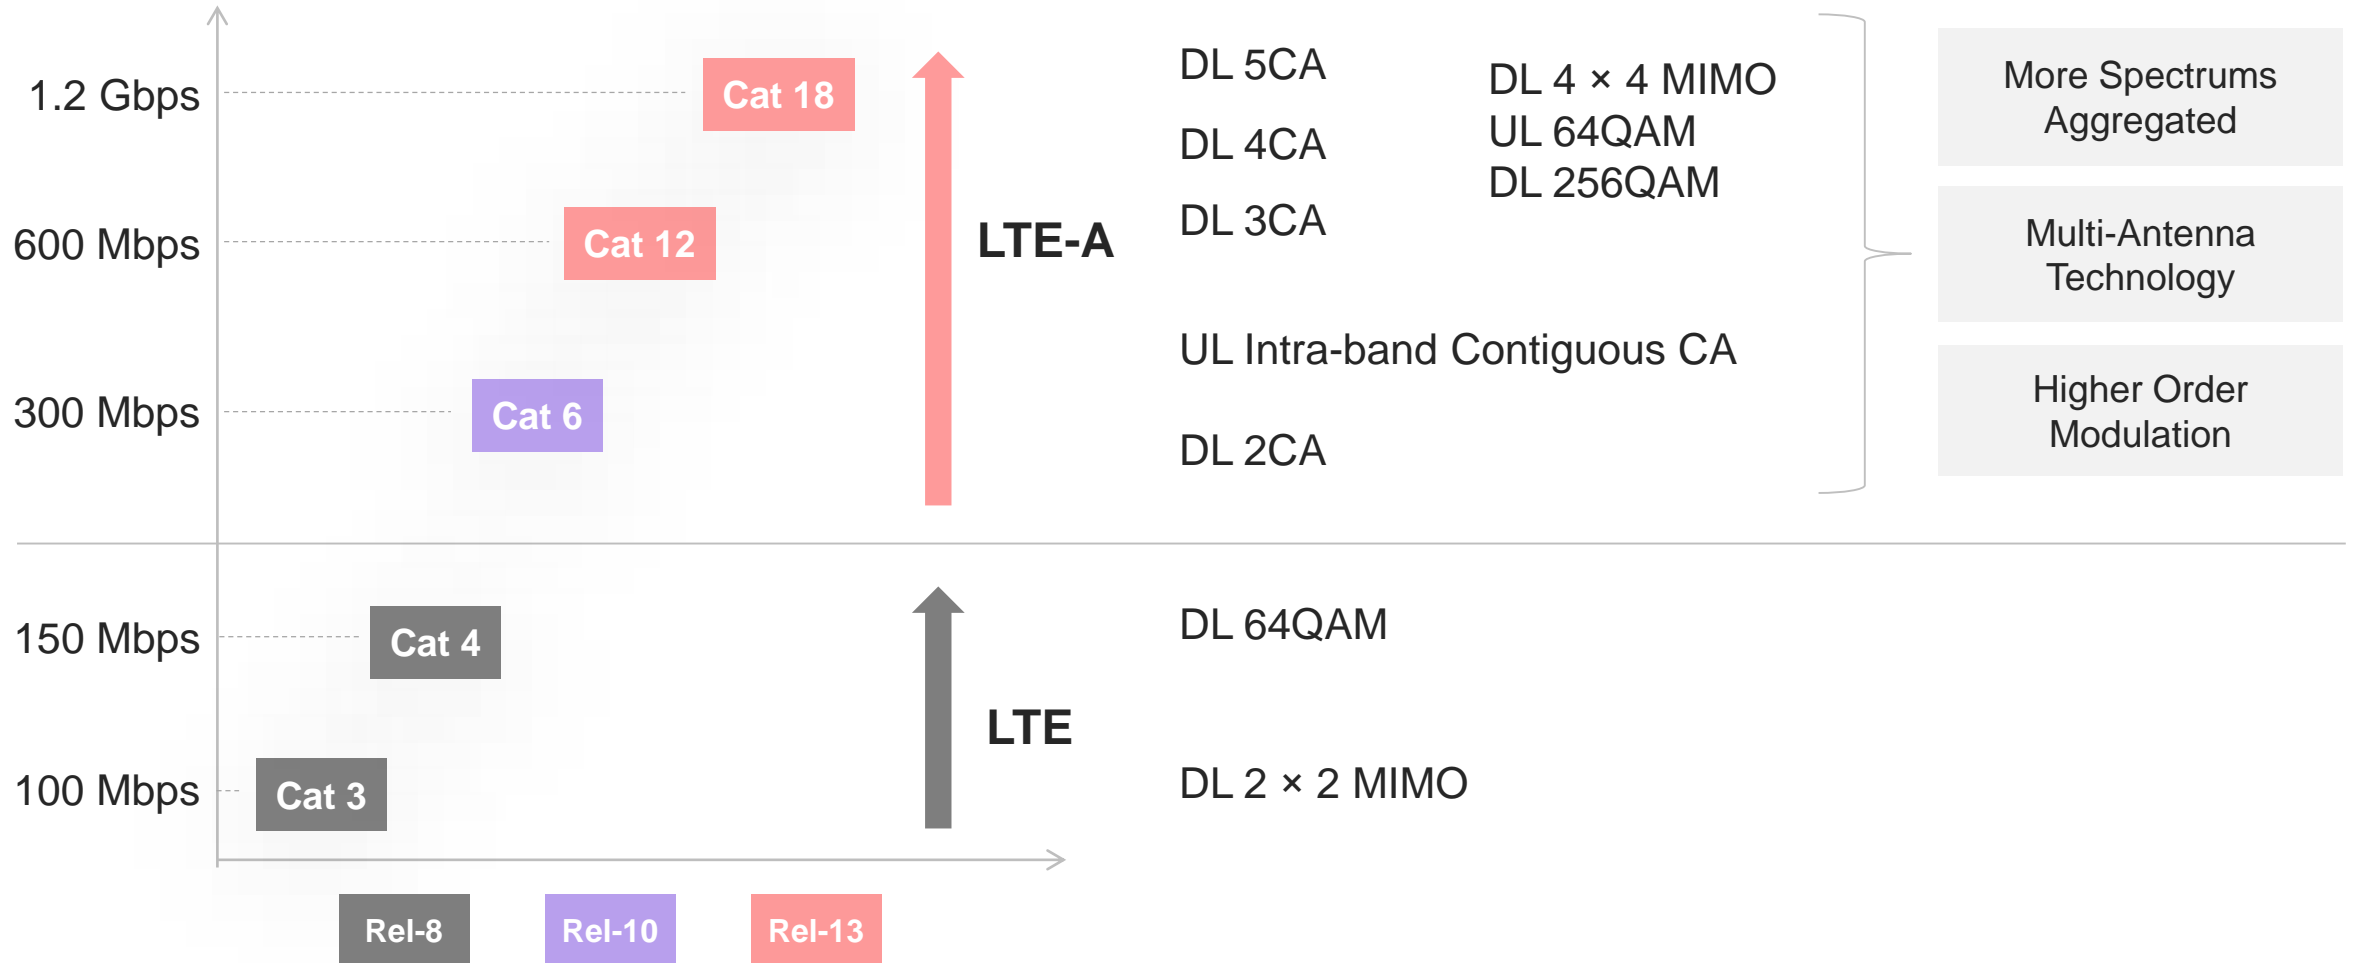 1.2 Gbps
600 Mbps
300 Mbps
150 Mbps
100 Mbps
Cat 18
Cat 12
Cat 6
Cat 4
Cat 3
Rel-8
Rel-10
Rel-13
LTE-A
LTE
DL 5CA
DL 4CA
DL 3CA
DL 4 × 4 MIMO
UL 64QAM
DL 256QAM
UL Intra-band Contiguous CA
DL 2CA
DL 64QAM
DL 2 × 2 MIMO
More Spectrums
Aggregated
Multi-Antenna
Technology
Higher Order
Modulation